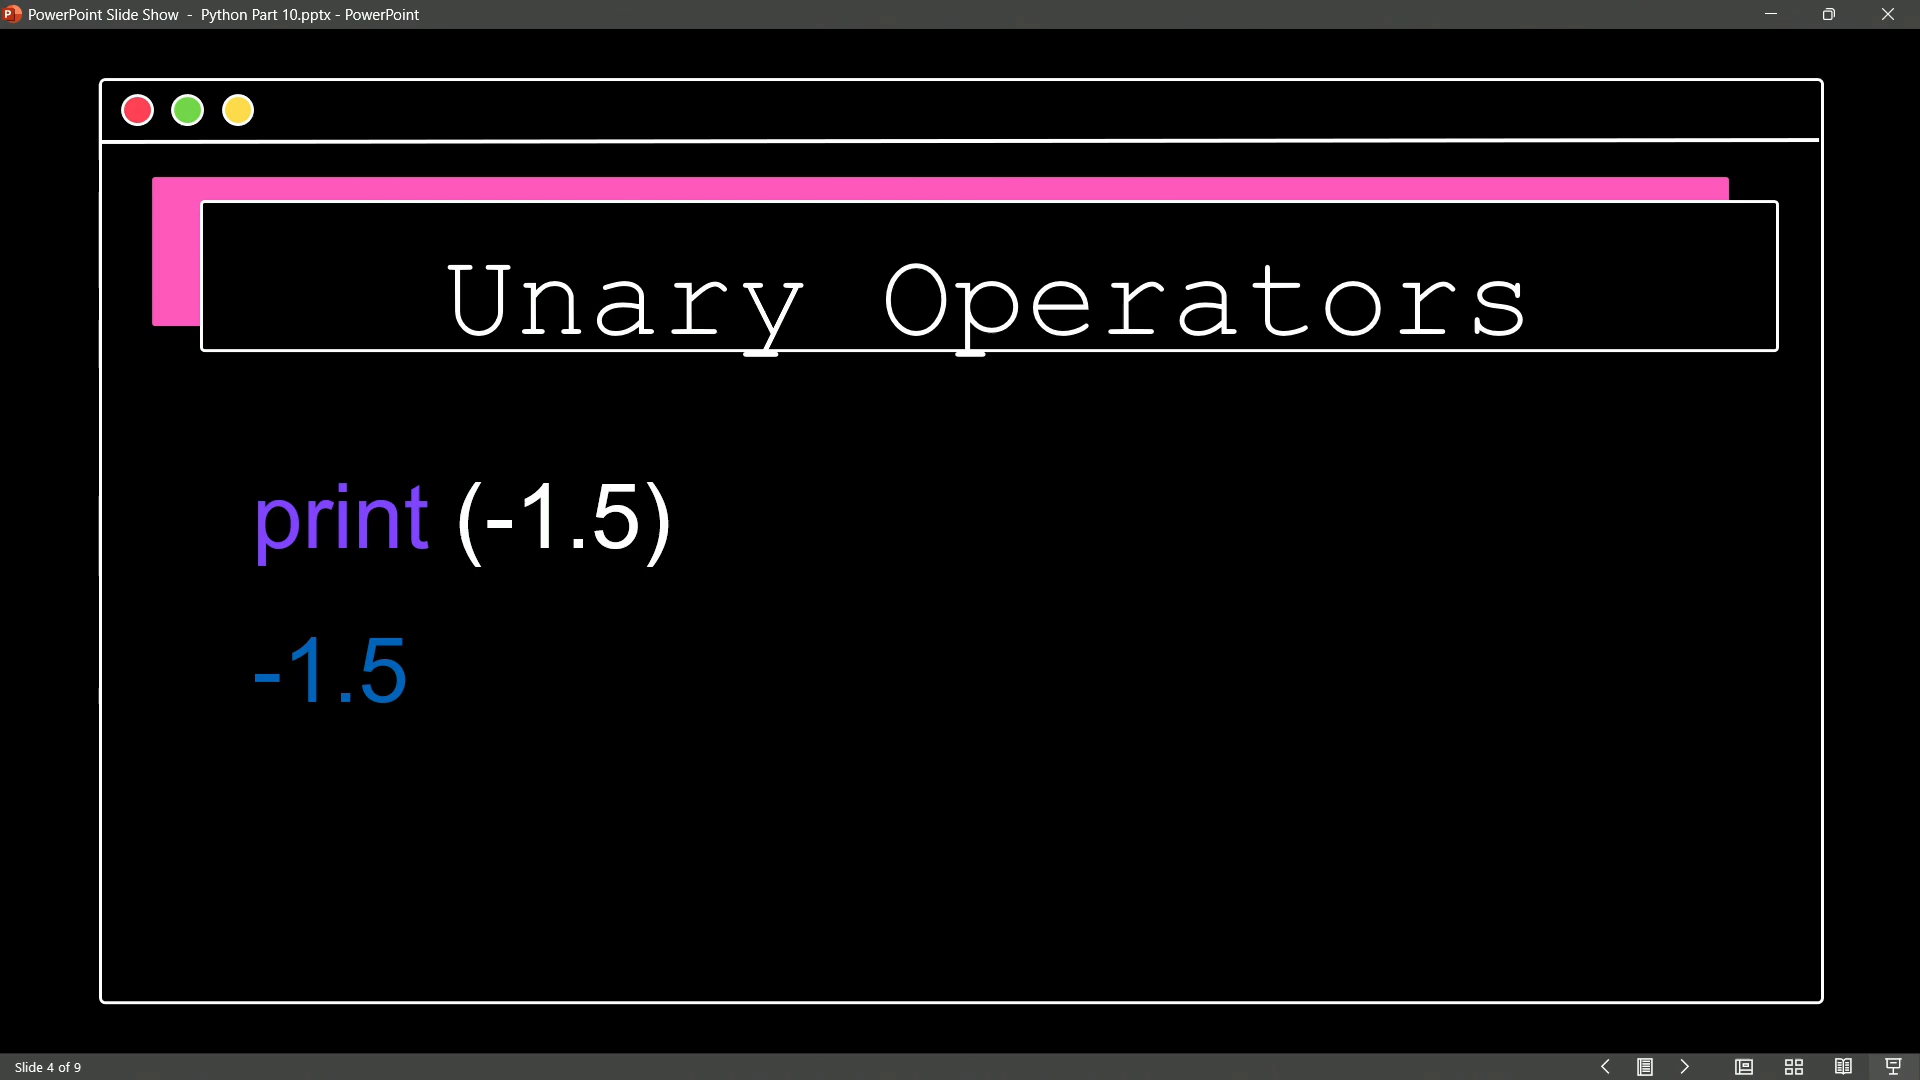 PowerPoint Slide Show - Python Part 10.pptx - PowerPoint
Unary Operators
print (-1.5)
-1.5
Slide 4 of 9